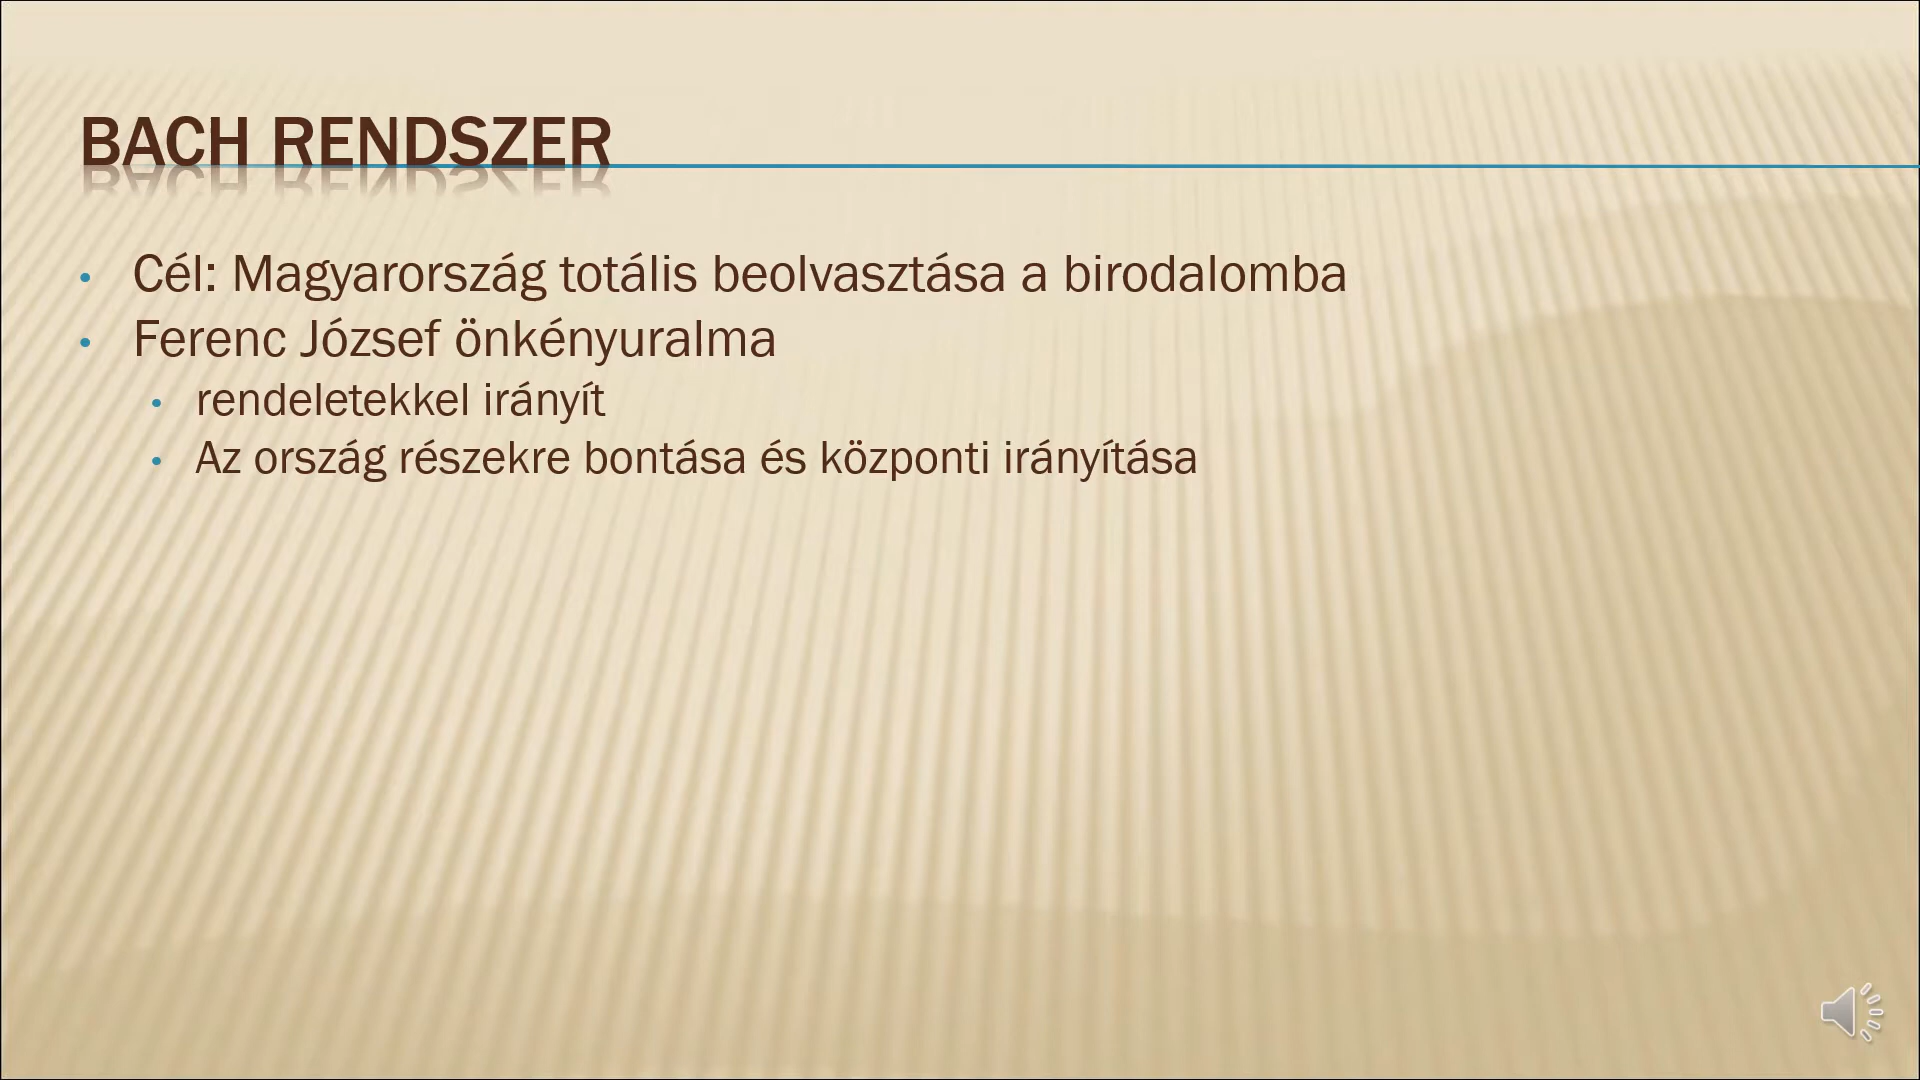 BACH RENDSZER
• Cél: Magyarország totális beolvasztása a birodalomba
• Ferenc József önkényuralma
• rendeletekkel irányít
• Az ország részekre bontása és központi irányítása